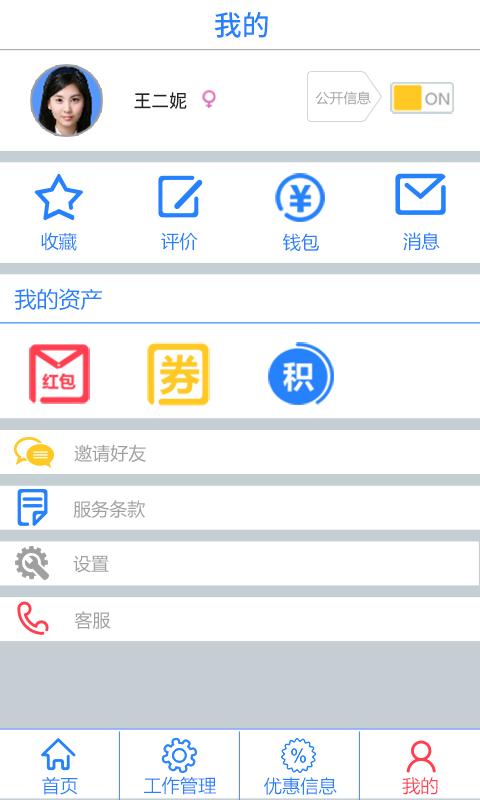 我的
王二妮
公开信息
ON
收藏 评价 钱包 消息
我的资产
红包 券 积
邀请好友
服务条款
设置
客服
首页 工作管理 优惠信息 我的